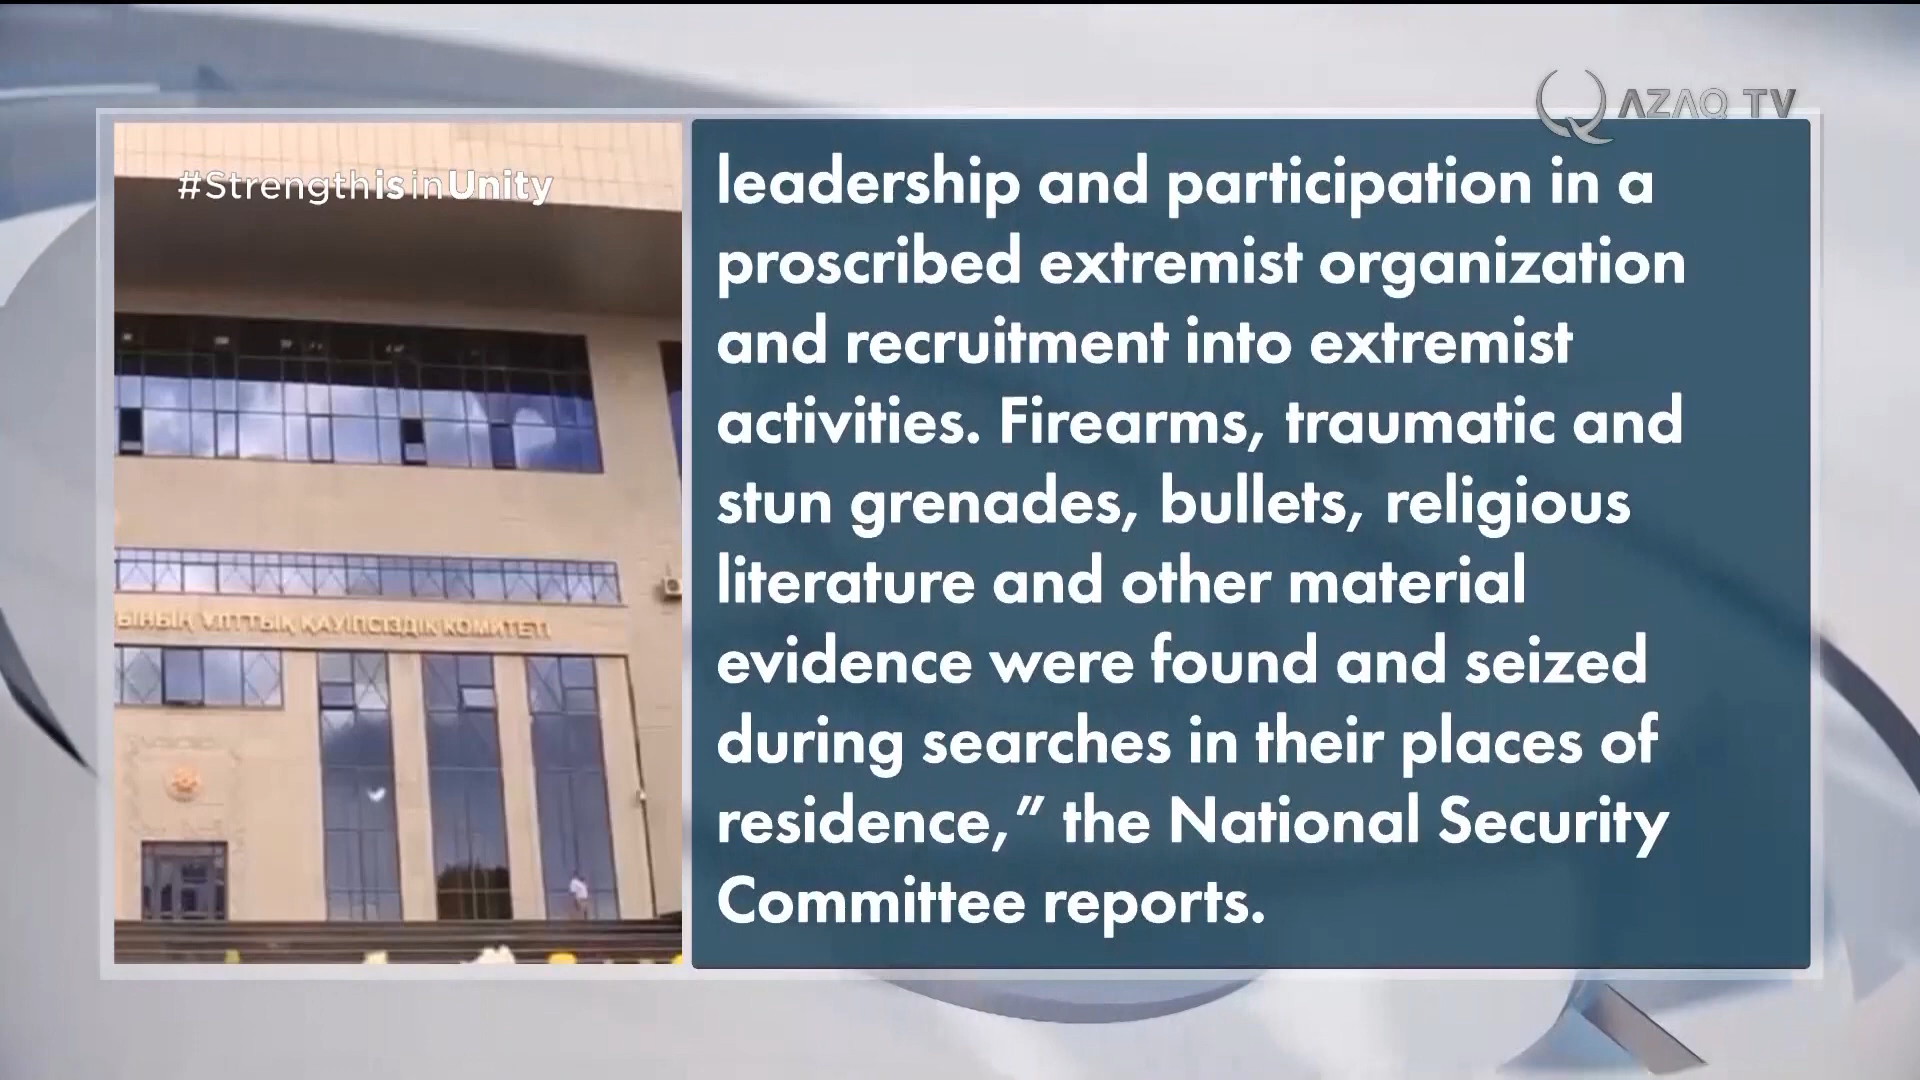 QAZAQ TV
#StrengthisinUnity
leadership and participation in a
proscribed extremist organization
and recruitment into extremist
activities. Firearms, traumatic and
stun grenades, bullets, religious
literature and other material
evidence were found and seized
during searches in their places of
residence,” the National Security
Committee reports.
ЫНЫҢ ҰЛТТЫҚ ҚАУІПСІЗДІК КОМИТЕТІ